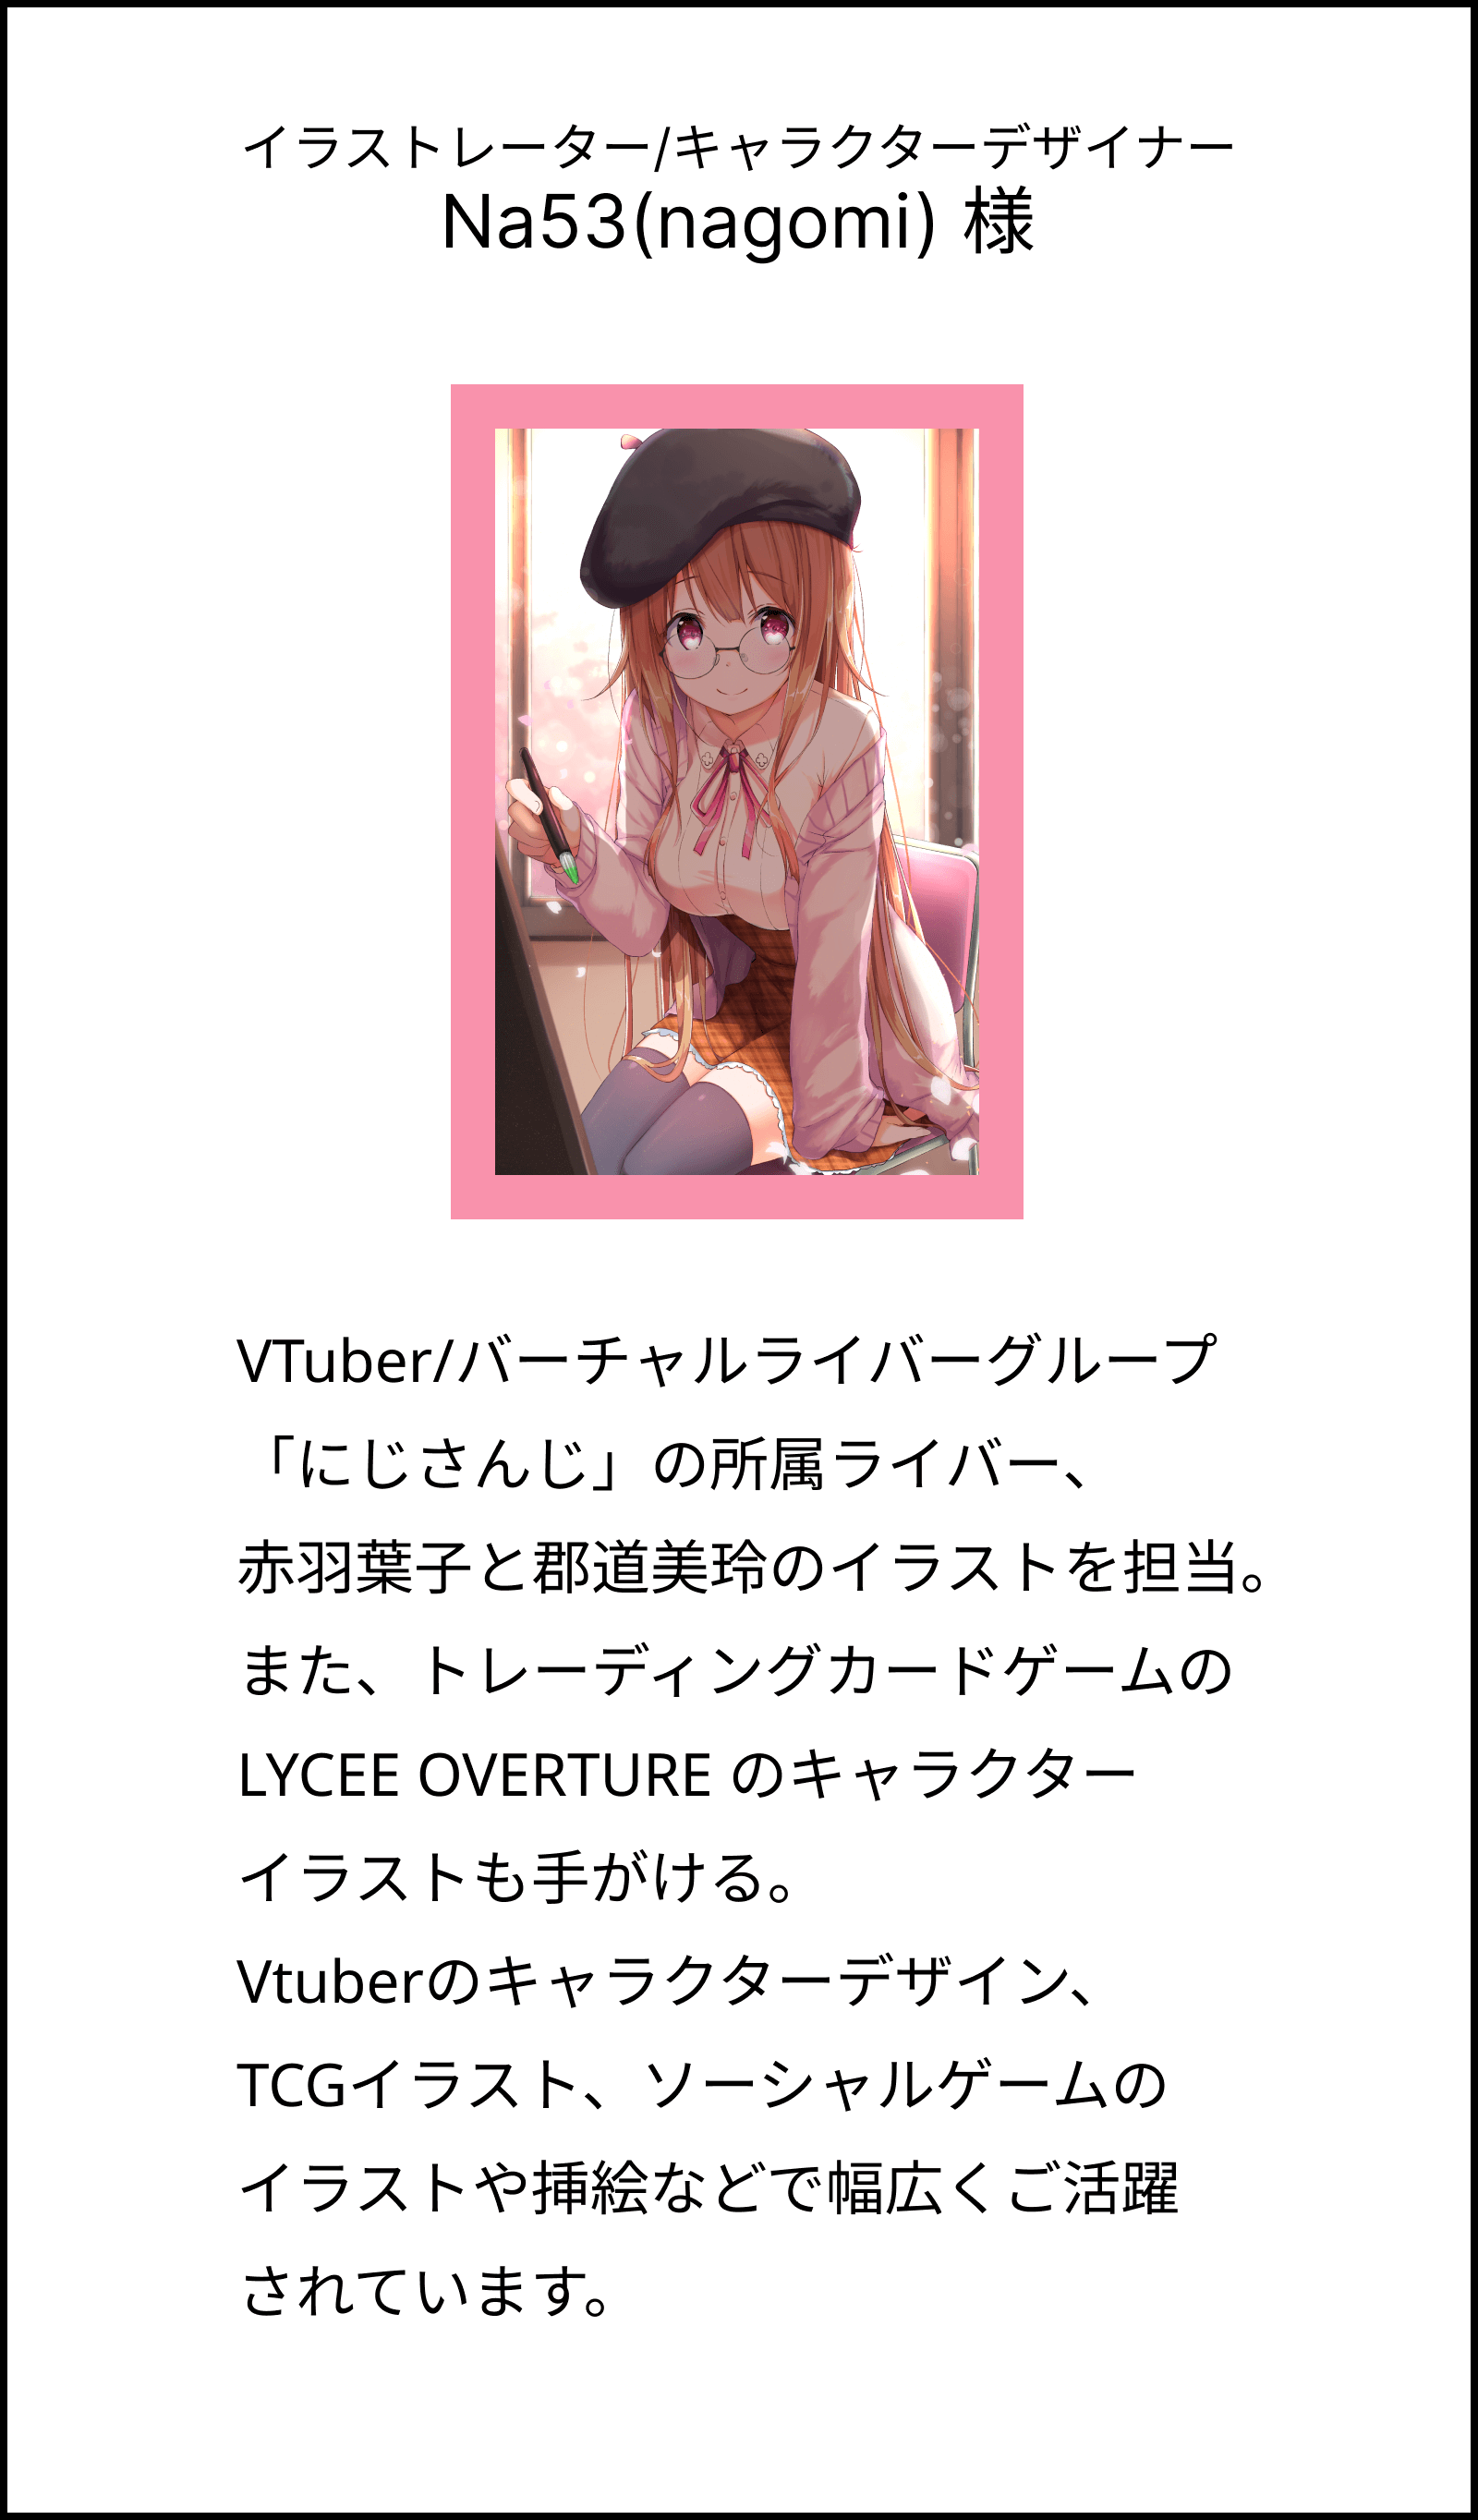 イラストレーター/キャラクターデザイナー
Na53(nagomi) 様
VTuber/バーチャルライバーグループ
「にじさんじ」の所属ライバー、
赤羽葉子と郡道美玲のイラストを担当。
また、トレーディングカードゲームの
LYCEE OVERTURE のキャラクター
イラストも手がける。
Vtuberのキャラクターデザイン、
TCGイラスト、ソーシャルゲームの
イラストや挿絵などで幅広くご活躍
されています。